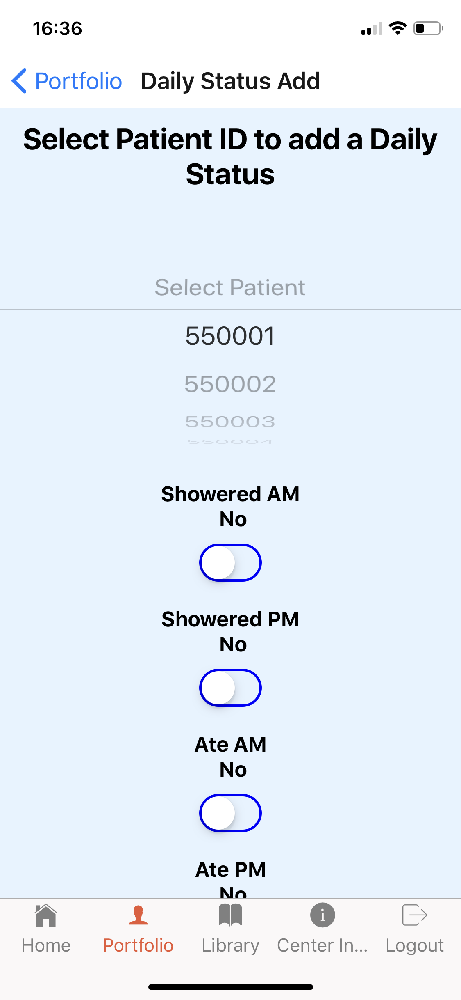 16:36
Portfolio Daily Status Add
Select Patient ID to add a Daily
Status
Select Patient
550001
550002
550003
550004
Showered AM
No
Showered PM
No
Ate AM
No
Ate PM
No
Home Portfolio Library Center In... Logout